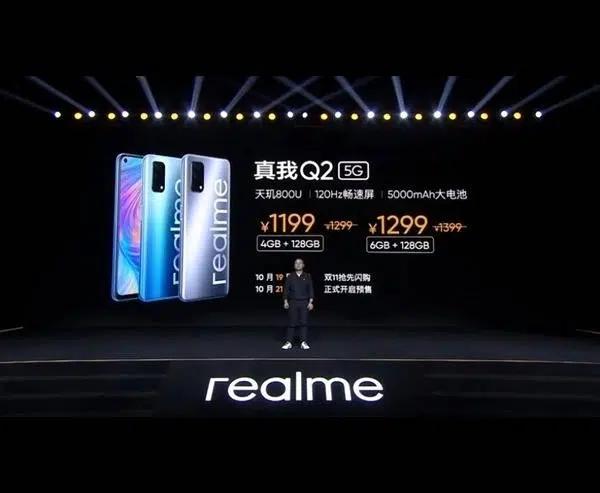 真我Q2 5G
天玑800U | 120Hz畅速屏 | 5000mAh大电池
¥1199 ¥1299 ¥1299 ¥1399
4GB + 128GB 6GB + 128GB
10月 19 双11抢先闪购
10月 21 正式开启预售
realme
realme
realme